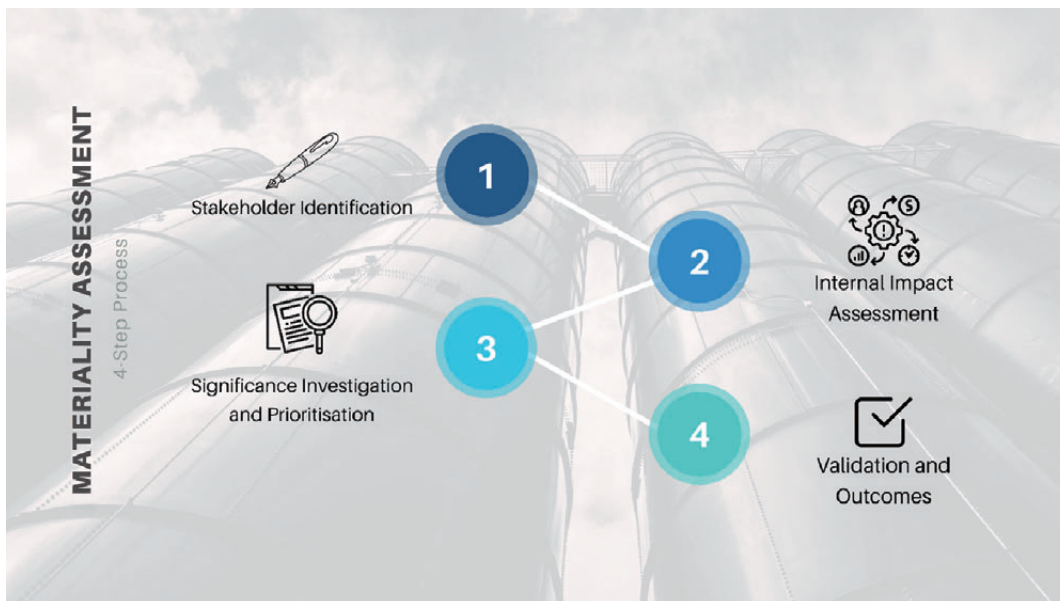 MATERIALITY ASSESSMENT
4-Step Process
1
Stakeholder Identification
2
Internal Impact
Assessment
3
Significance Investigation
and Prioritisation
4
Validation and
Outcomes